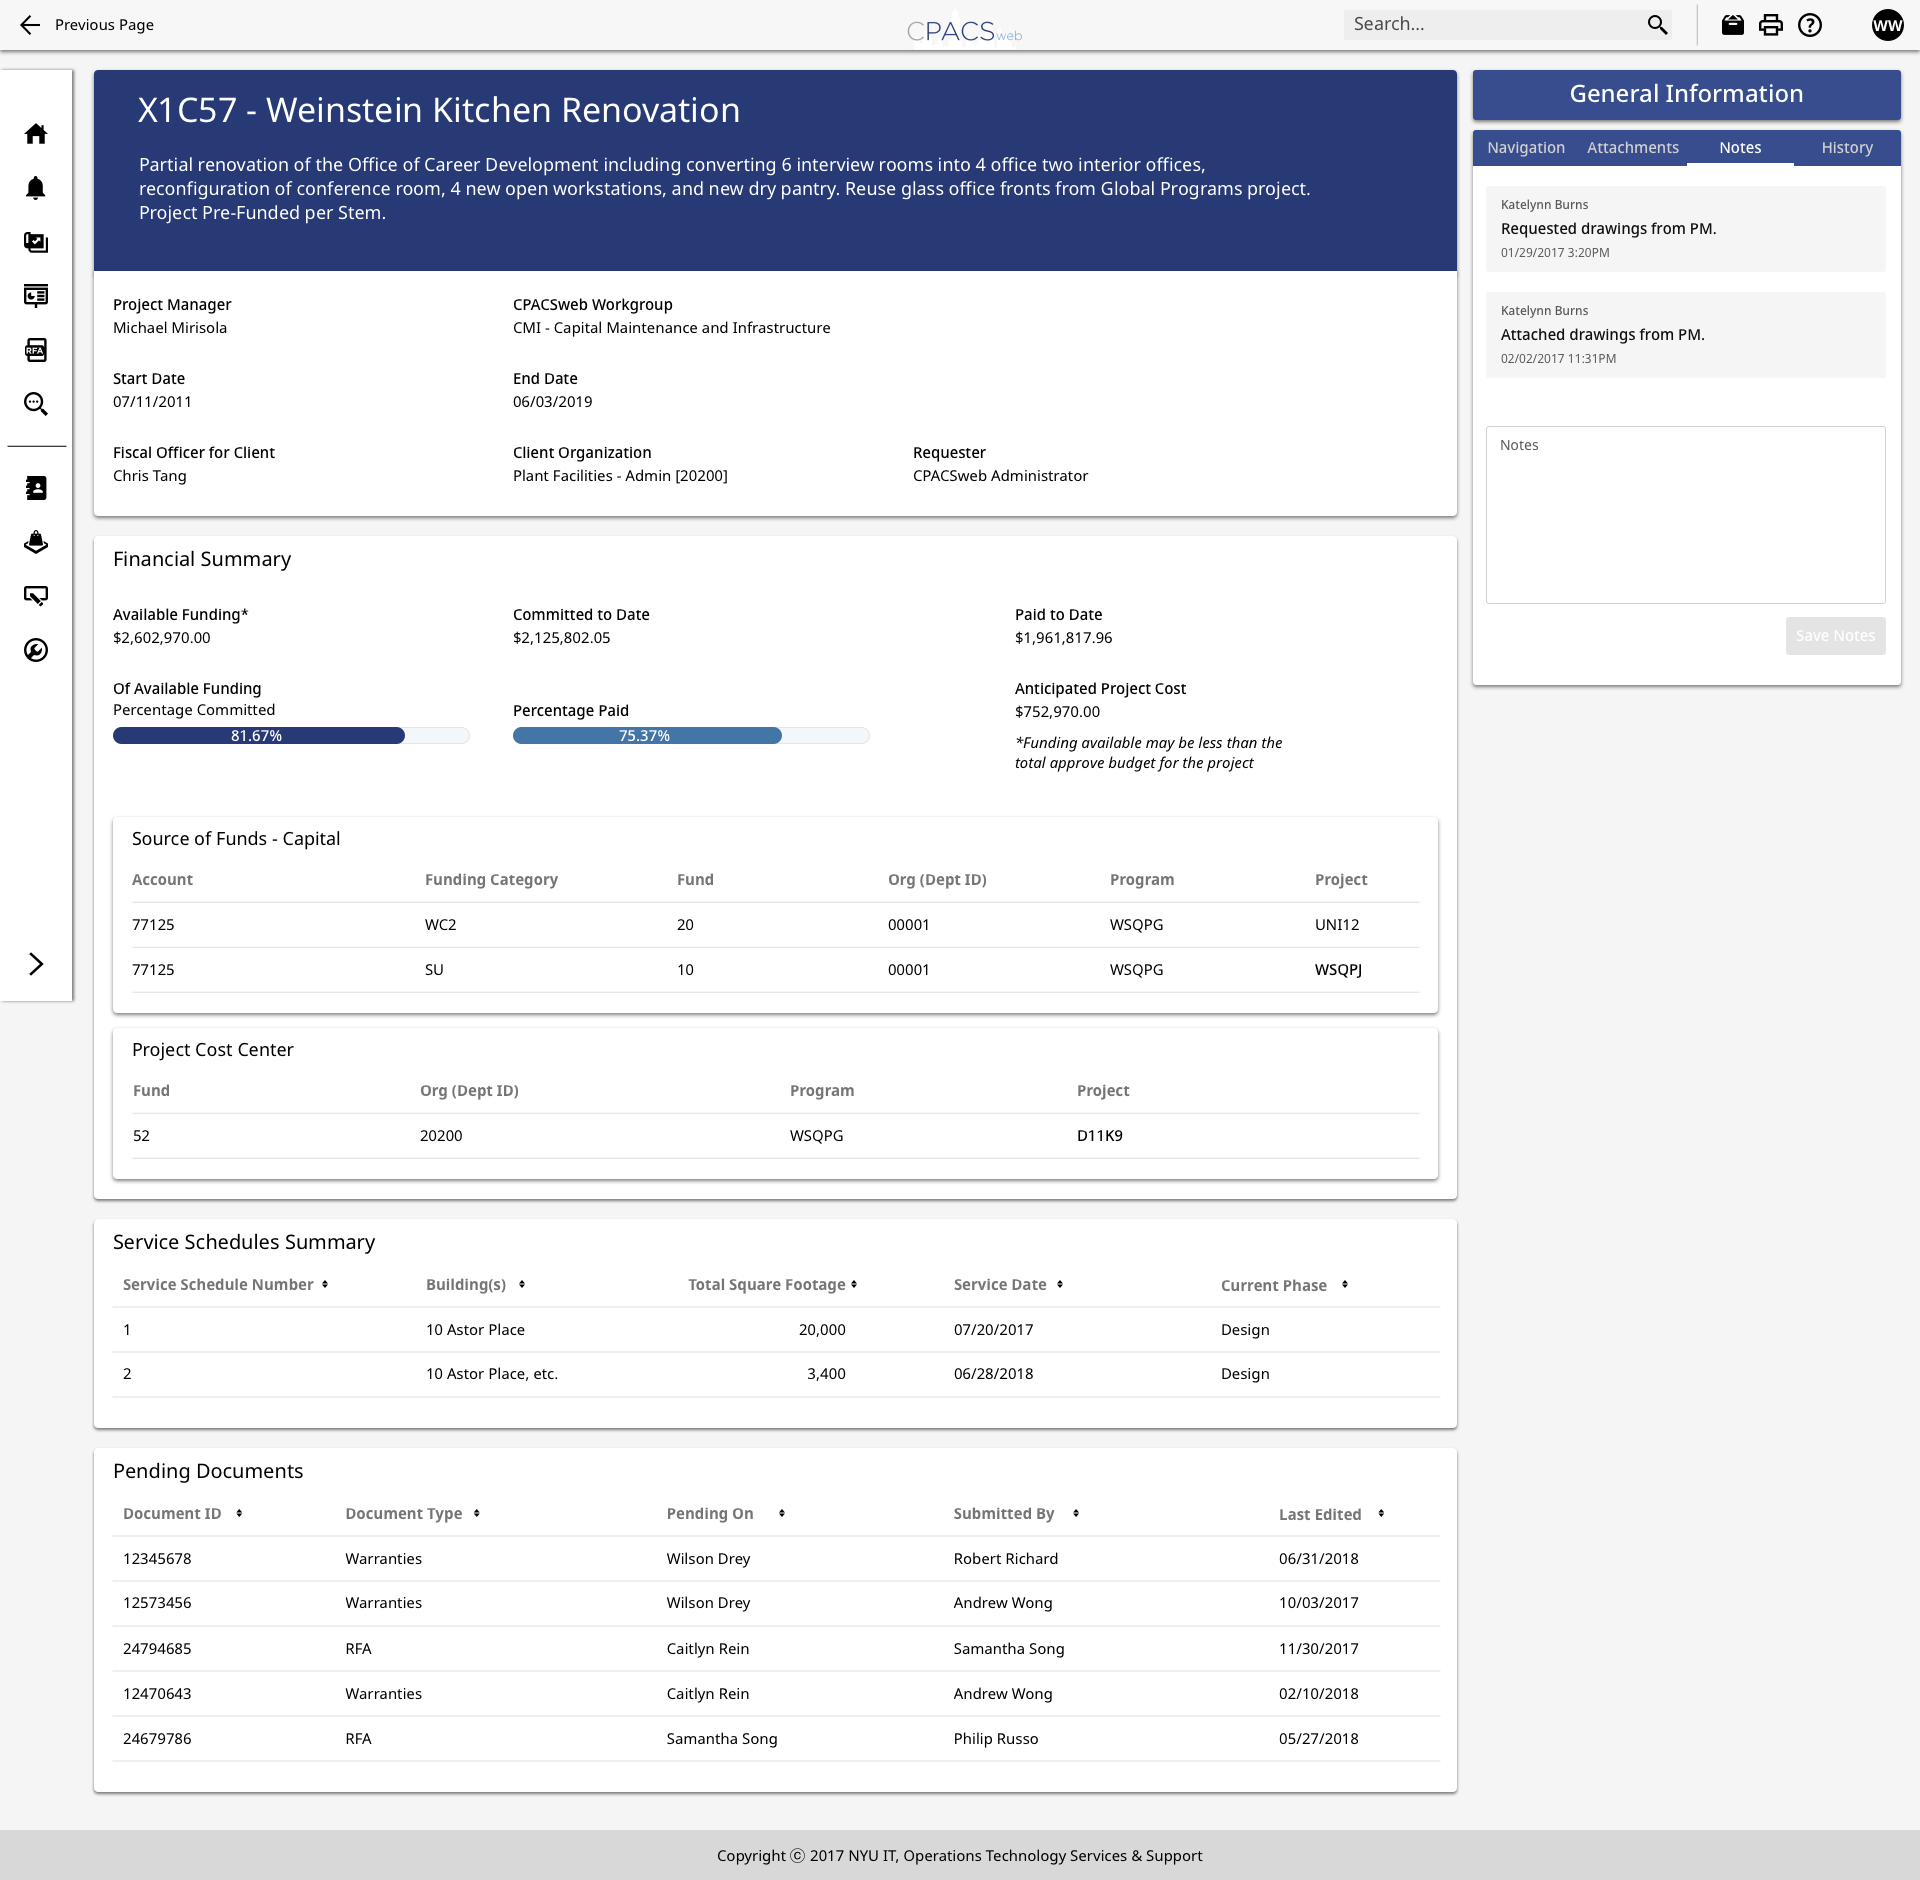 Previous Page
CPACSweb
Search...
WW
RFA
X1C57 - Weinstein Kitchen Renovation
Partial renovation of the Office of Career Development including converting 6 interview rooms into 4 office two interior offices,
reconfiguration of conference room, 4 new open workstations, and new dry pantry. Reuse glass office fronts from Global Programs project.
Project Pre-Funded per Stem.
Project Manager
Michael Mirisola
CPACSweb Workgroup
CMI - Capital Maintenance and Infrastructure
Start Date
07/11/2011
End Date
06/03/2019
Fiscal Officer for Client
Chris Tang
Client Organization
Plant Facilities - Admin [20200]
Requester
CPACSweb Administrator
General Information
Navigation Attachments Notes History
Katelynn Burns
Requested drawings from PM.
01/29/2017 3:20PM
Katelynn Burns
Attached drawings from PM.
02/02/2017 11:31PM
Notes
Save Notes
Financial Summary
Available Funding*
$2,602,970.00
Committed to Date
$2,125,802.05
Paid to Date
$1,961,817.96
Of Available Funding
Percentage Committed
81.67%
Percentage Paid
75.37%
Anticipated Project Cost
$752,970.00
*Funding available may be less than the
total approve budget for the project
Source of Funds - Capital
Account Funding Category Fund Org (Dept ID) Program Project
77125 WC2 20 00001 WSQPG UNI12
77125 SU 10 00001 WSQPG WSQPJ
Project Cost Center
Fund Org (Dept ID) Program Project
52 20200 WSQPG D11K9
Service Schedules Summary
Service Schedule Number Building(s) Total Square Footage Service Date Current Phase
1 10 Astor Place 20,000 07/20/2017 Design
2 10 Astor Place, etc. 3,400 06/28/2018 Design
Pending Documents
Document ID Document Type Pending On Submitted By Last Edited
12345678 Warranties Wilson Drey Robert Richard 06/31/2018
12573456 Warranties Wilson Drey Andrew Wong 10/03/2017
24794685 RFA Caitlyn Rein Samantha Song 11/30/2017
12470643 Warranties Caitlyn Rein Andrew Wong 02/10/2018
24679786 RFA Samantha Song Philip Russo 05/27/2018
Copyright ⓒ 2017 NYU IT, Operations Technology Services & Support